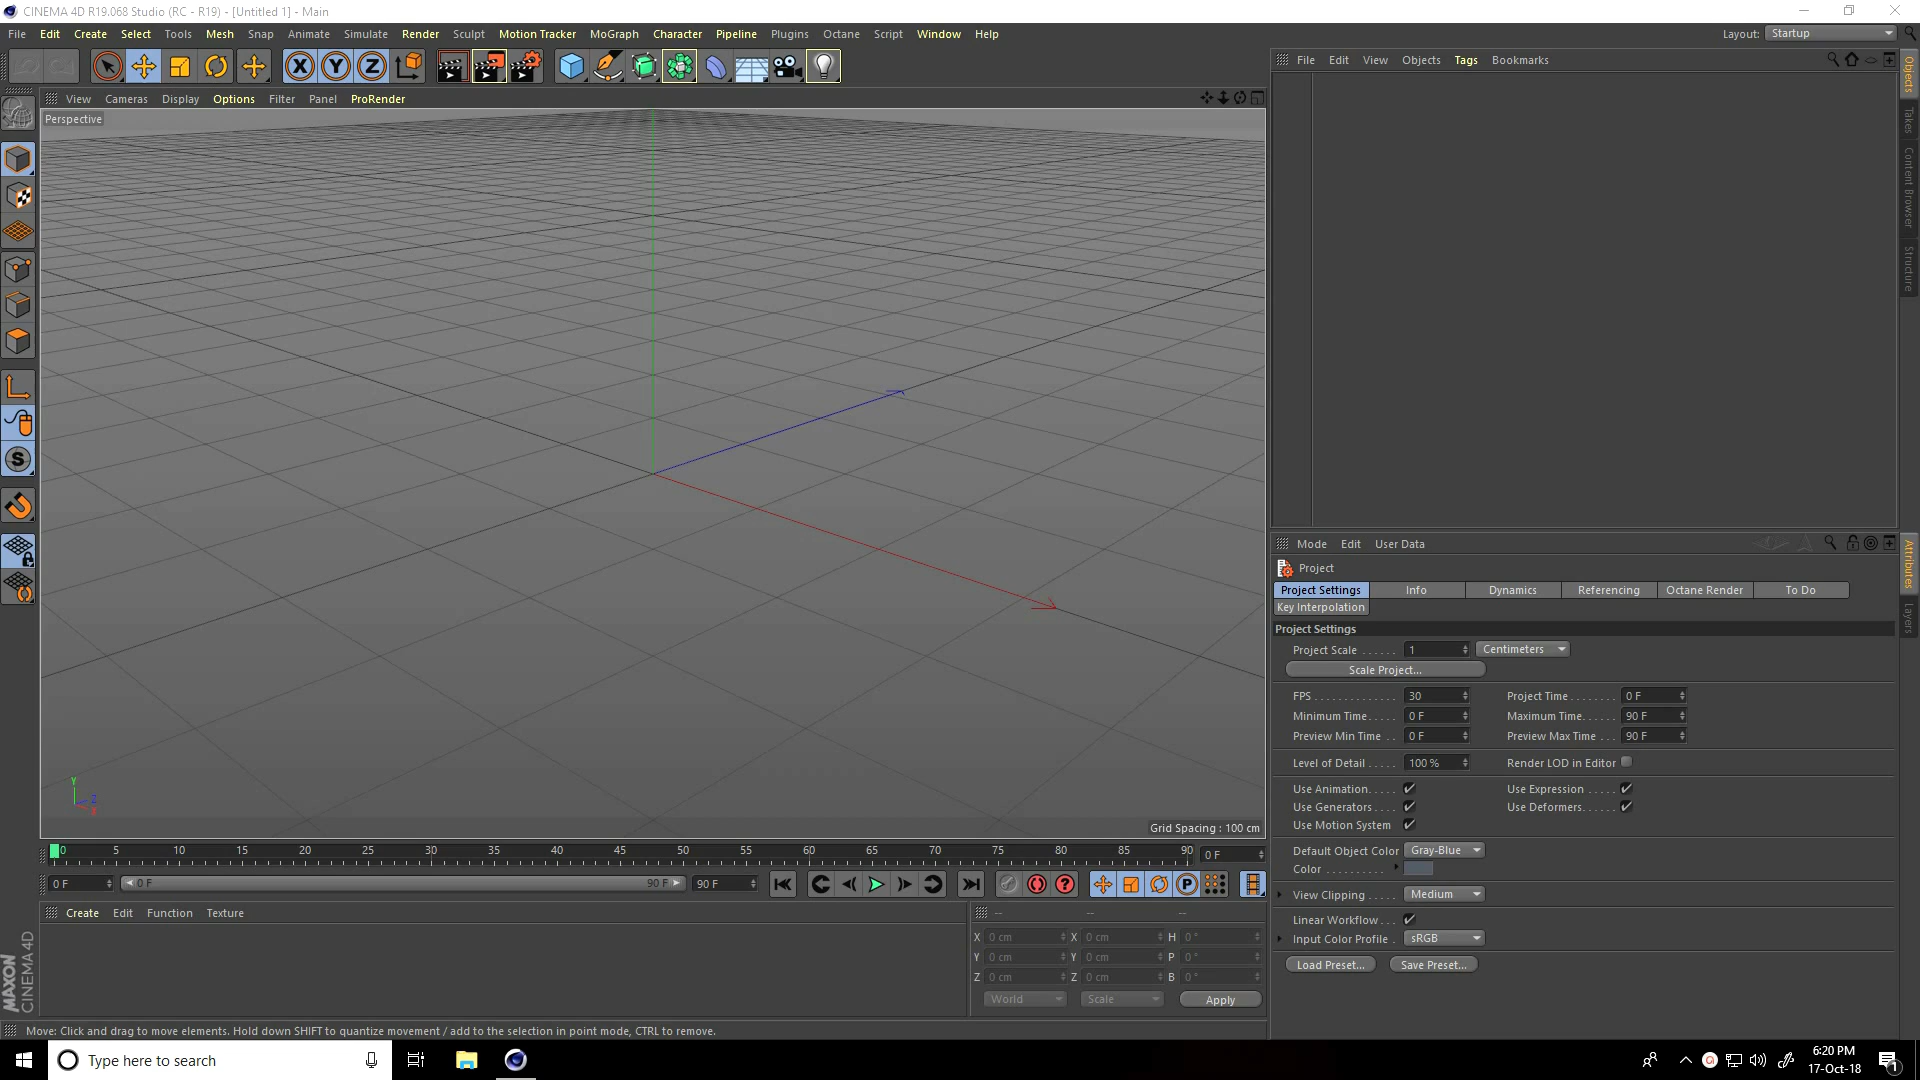 CINEMA 4D R19.068 Studio (RC - R19) - [Untitled 1] - Main
File Edit Create Select Tools Mesh Snap Animate Simulate Render Sculpt Motion Tracker MoGraph Character Pipeline Plugins Octane Script Window Help
Layout: Startup
X Y Z
File Edit View Objects Tags Bookmarks
View Cameras Display Options Filter Panel ProRender
Perspective
Objects
Takes
Content Browser
Structure
S
Y
Z
X
Grid Spacing : 100 cm
Mode Edit User Data
Attributes
Layers
Project
Project Settings Info Dynamics Referencing Octane Render To Do
Key Interpolation
Project Settings
Project Scale . . . . . . 1 Centimeters
Scale Project...
FPS . . . . . . . . . . . . . 30 Project Time . . . . . . . 0 F
Minimum Time . . . . 0 F Maximum Time . . . . . 90 F
Preview Min Time . . 0 F Preview Max Time . . . 90 F
Level of Detail . . . . . 100 % Render LOD in Editor
Use Animation. . . . . Use Expression . . . . .
Use Generators . . . . Use Deformers. . . . . .
Use Motion System
Default Object Color Gray-Blue
Color . . . . . . . . . .
View Clipping . . . . . Medium
Linear Workflow . . .
Input Color Profile . sRGB
Load Preset... Save Preset...
0 5 10 15 20 25 30 35 40 45 50 55 60 65 70 75 80 85 90 0 F
0 F 0 F 90 F 90 F ? P
Create Edit Function Texture
-- -- --
X 0 cm X 0 cm H 0 °
Y 0 cm Y 0 cm P 0 °
Z 0 cm Z 0 cm B 0 °
World Scale Apply
MAXON
CINEMA 4D
Move: Click and drag to move elements. Hold down SHIFT to quantize movement / add to the selection in point mode, CTRL to remove.
Type here to search
6:20 PM
17-Oct-18
1